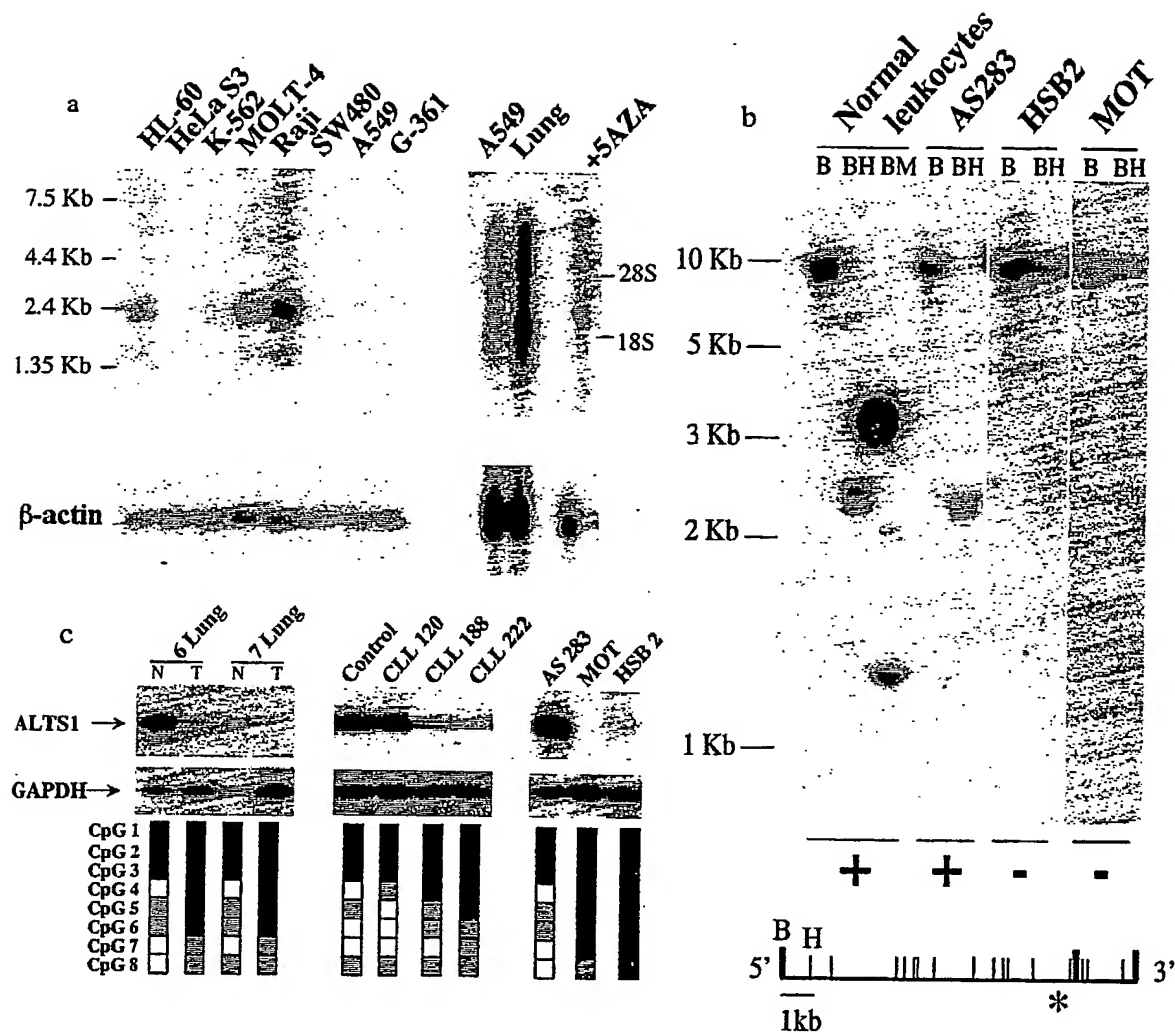 a
HL-60
HeLa S3
K-562
MOLT-4
Raji
SW480
A549
G-361
7.5 Kb
4.4 Kb
2.4 Kb
1.35 Kb
β-actin
A549
Lung
+5AZA
28S
18S
b
Normal leukocytes
AS283
HSB2
MOT
B BH BM B BH B BH B BH
10 Kb
5 Kb
3 Kb
2 Kb
1 Kb
+ + - -
B H
5' 3'
1kb *
c
6 Lung 7 Lung
N T N T
Control
CLL 120
CLL 188
CLL 222
AS 283
MOT
HSB 2
ALTS1 →
GAPDH→
CpG 1
CpG 2
CpG 3
CpG 4
CpG 5
CpG 6
CpG 7
CpG 8